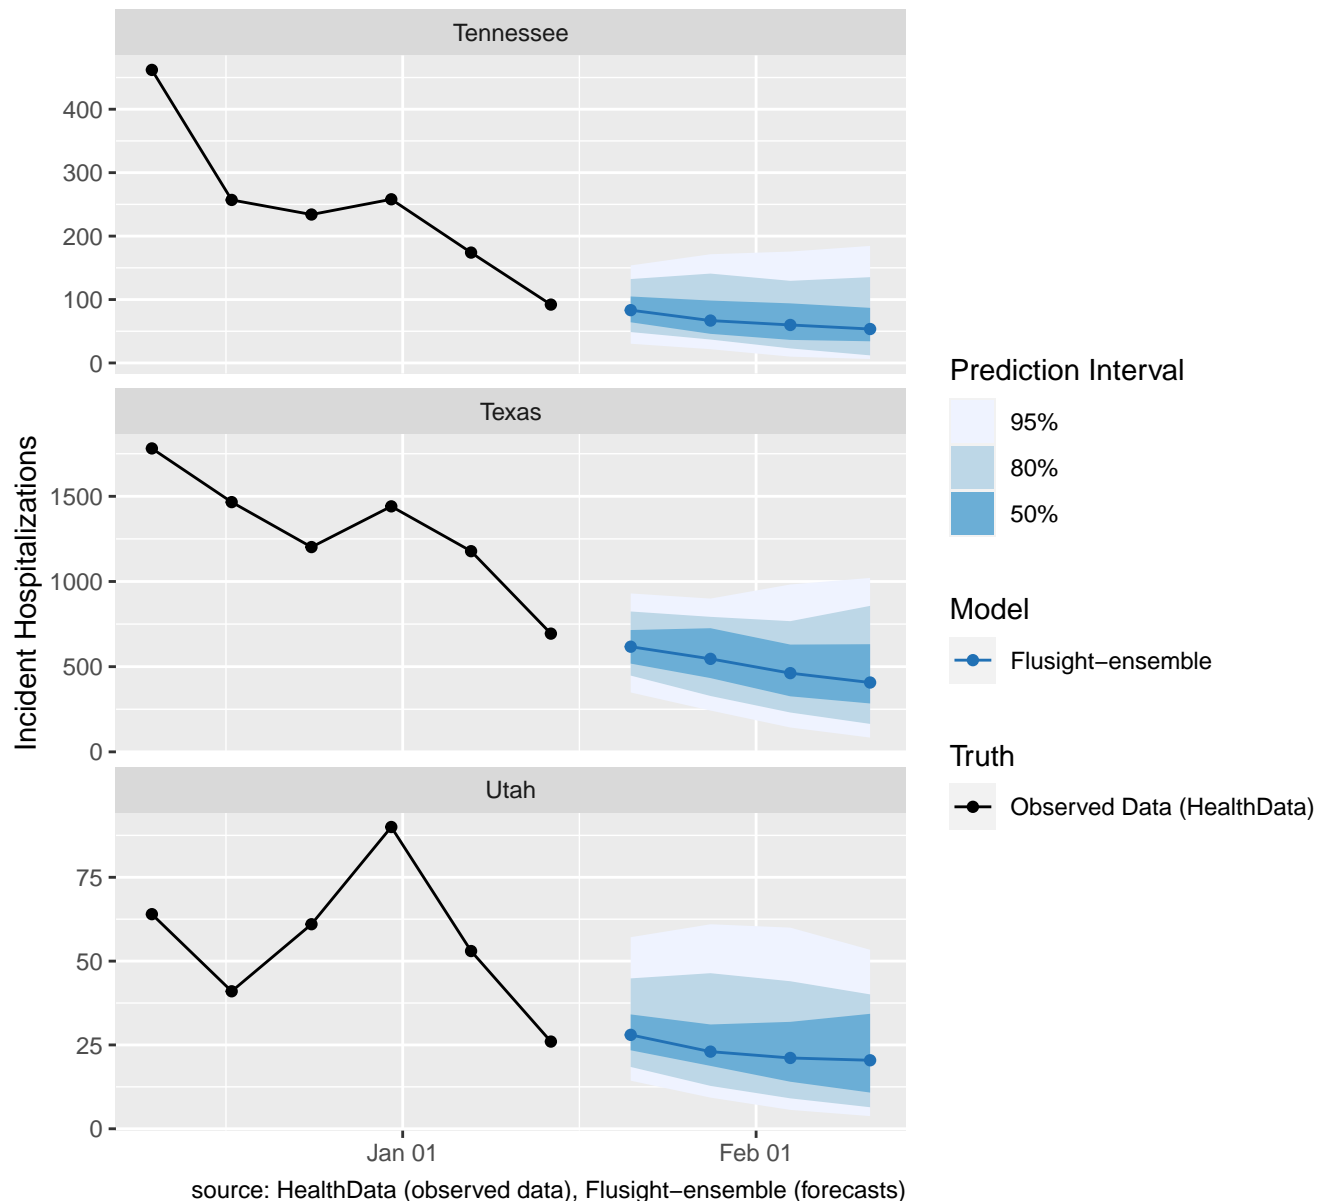 Tennessee
400
300
200
100
0
Texas
1500
1000
500
0
Utah
75
50
25
0
Jan 01
Feb 01
Incident Hospitalizations
source: HealthData (observed data), Flusight−ensemble (forecasts)
Prediction Interval
95%
80%
50%
Model
Flusight−ensemble
Truth
Observed Data (HealthData)